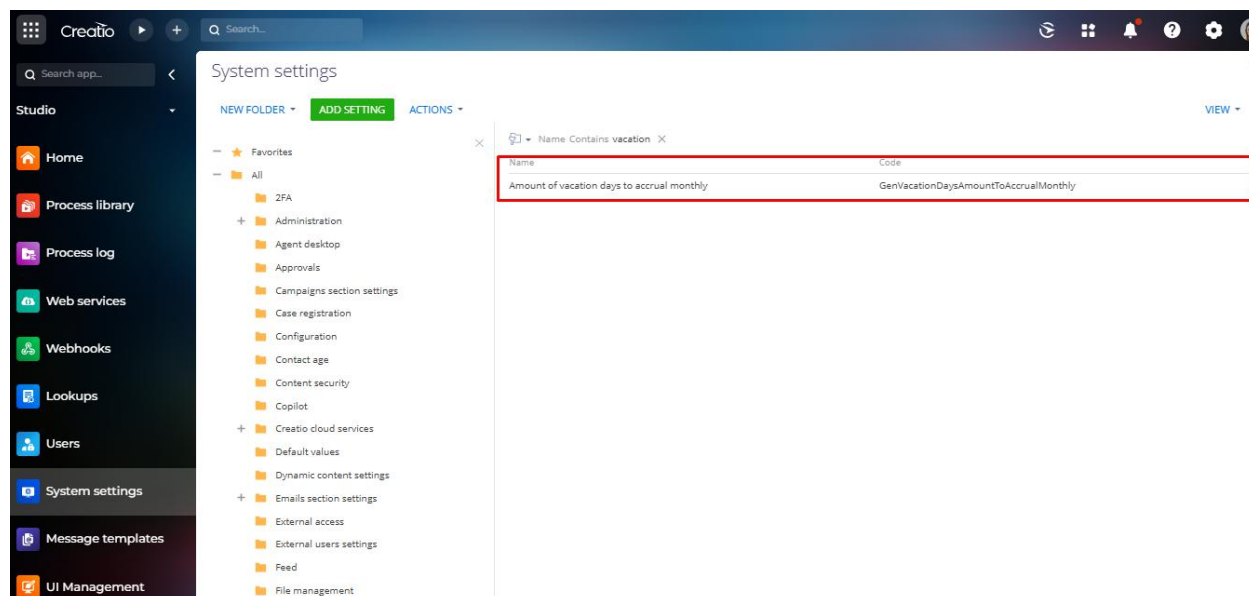 Creatio
Search...
Search app...
Studio
Home
Process library
Process log
Web services
Webhooks
Lookups
Users
System settings
Message templates
UI Management
System settings
NEW FOLDER
ADD SETTING
ACTIONS
VIEW
Favorites
All
2FA
Administration
Agent desktop
Approvals
Campaigns section settings
Case registration
Configuration
Contact age
Content security
Copilot
Creatio cloud services
Default values
Dynamic content settings
Emails section settings
External access
External users settings
Feed
File management
Name Contains vacation
Name Code
Amount of vacation days to accrual monthly GenVacationDaysAmountToAccrualMonthly